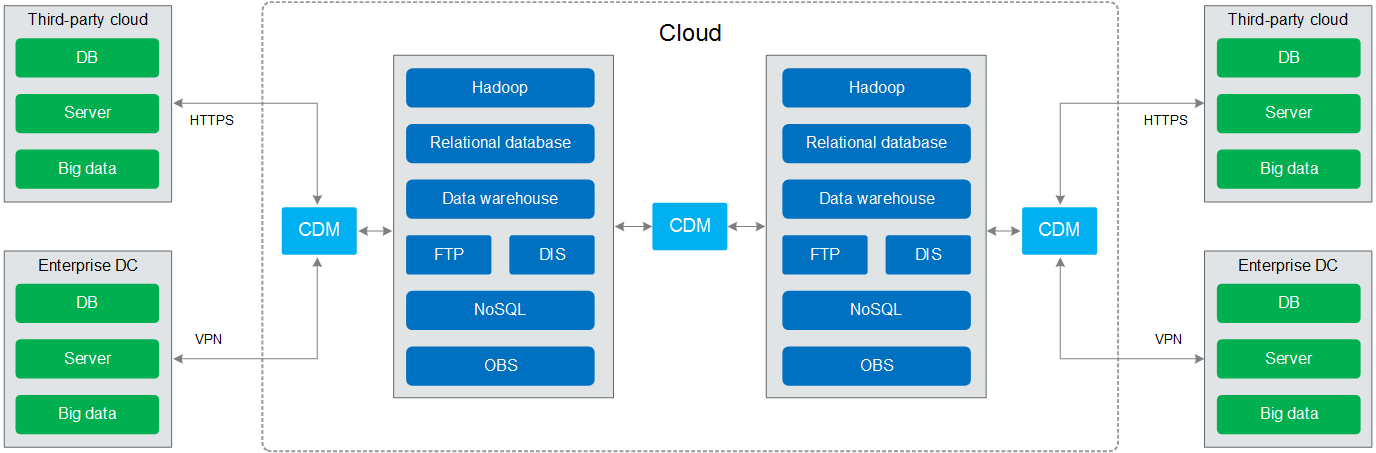 Third-party cloud
DB
Server
Big data
Enterprise DC
DB
Server
Big data
HTTPS
VPN
Cloud
CDM
Hadoop
Relational database
Data warehouse
FTP
DIS
NoSQL
OBS
CDM
Hadoop
Relational database
Data warehouse
FTP
DIS
NoSQL
OBS
CDM
HTTPS
VPN
Third-party cloud
DB
Server
Big data
Enterprise DC
DB
Server
Big data